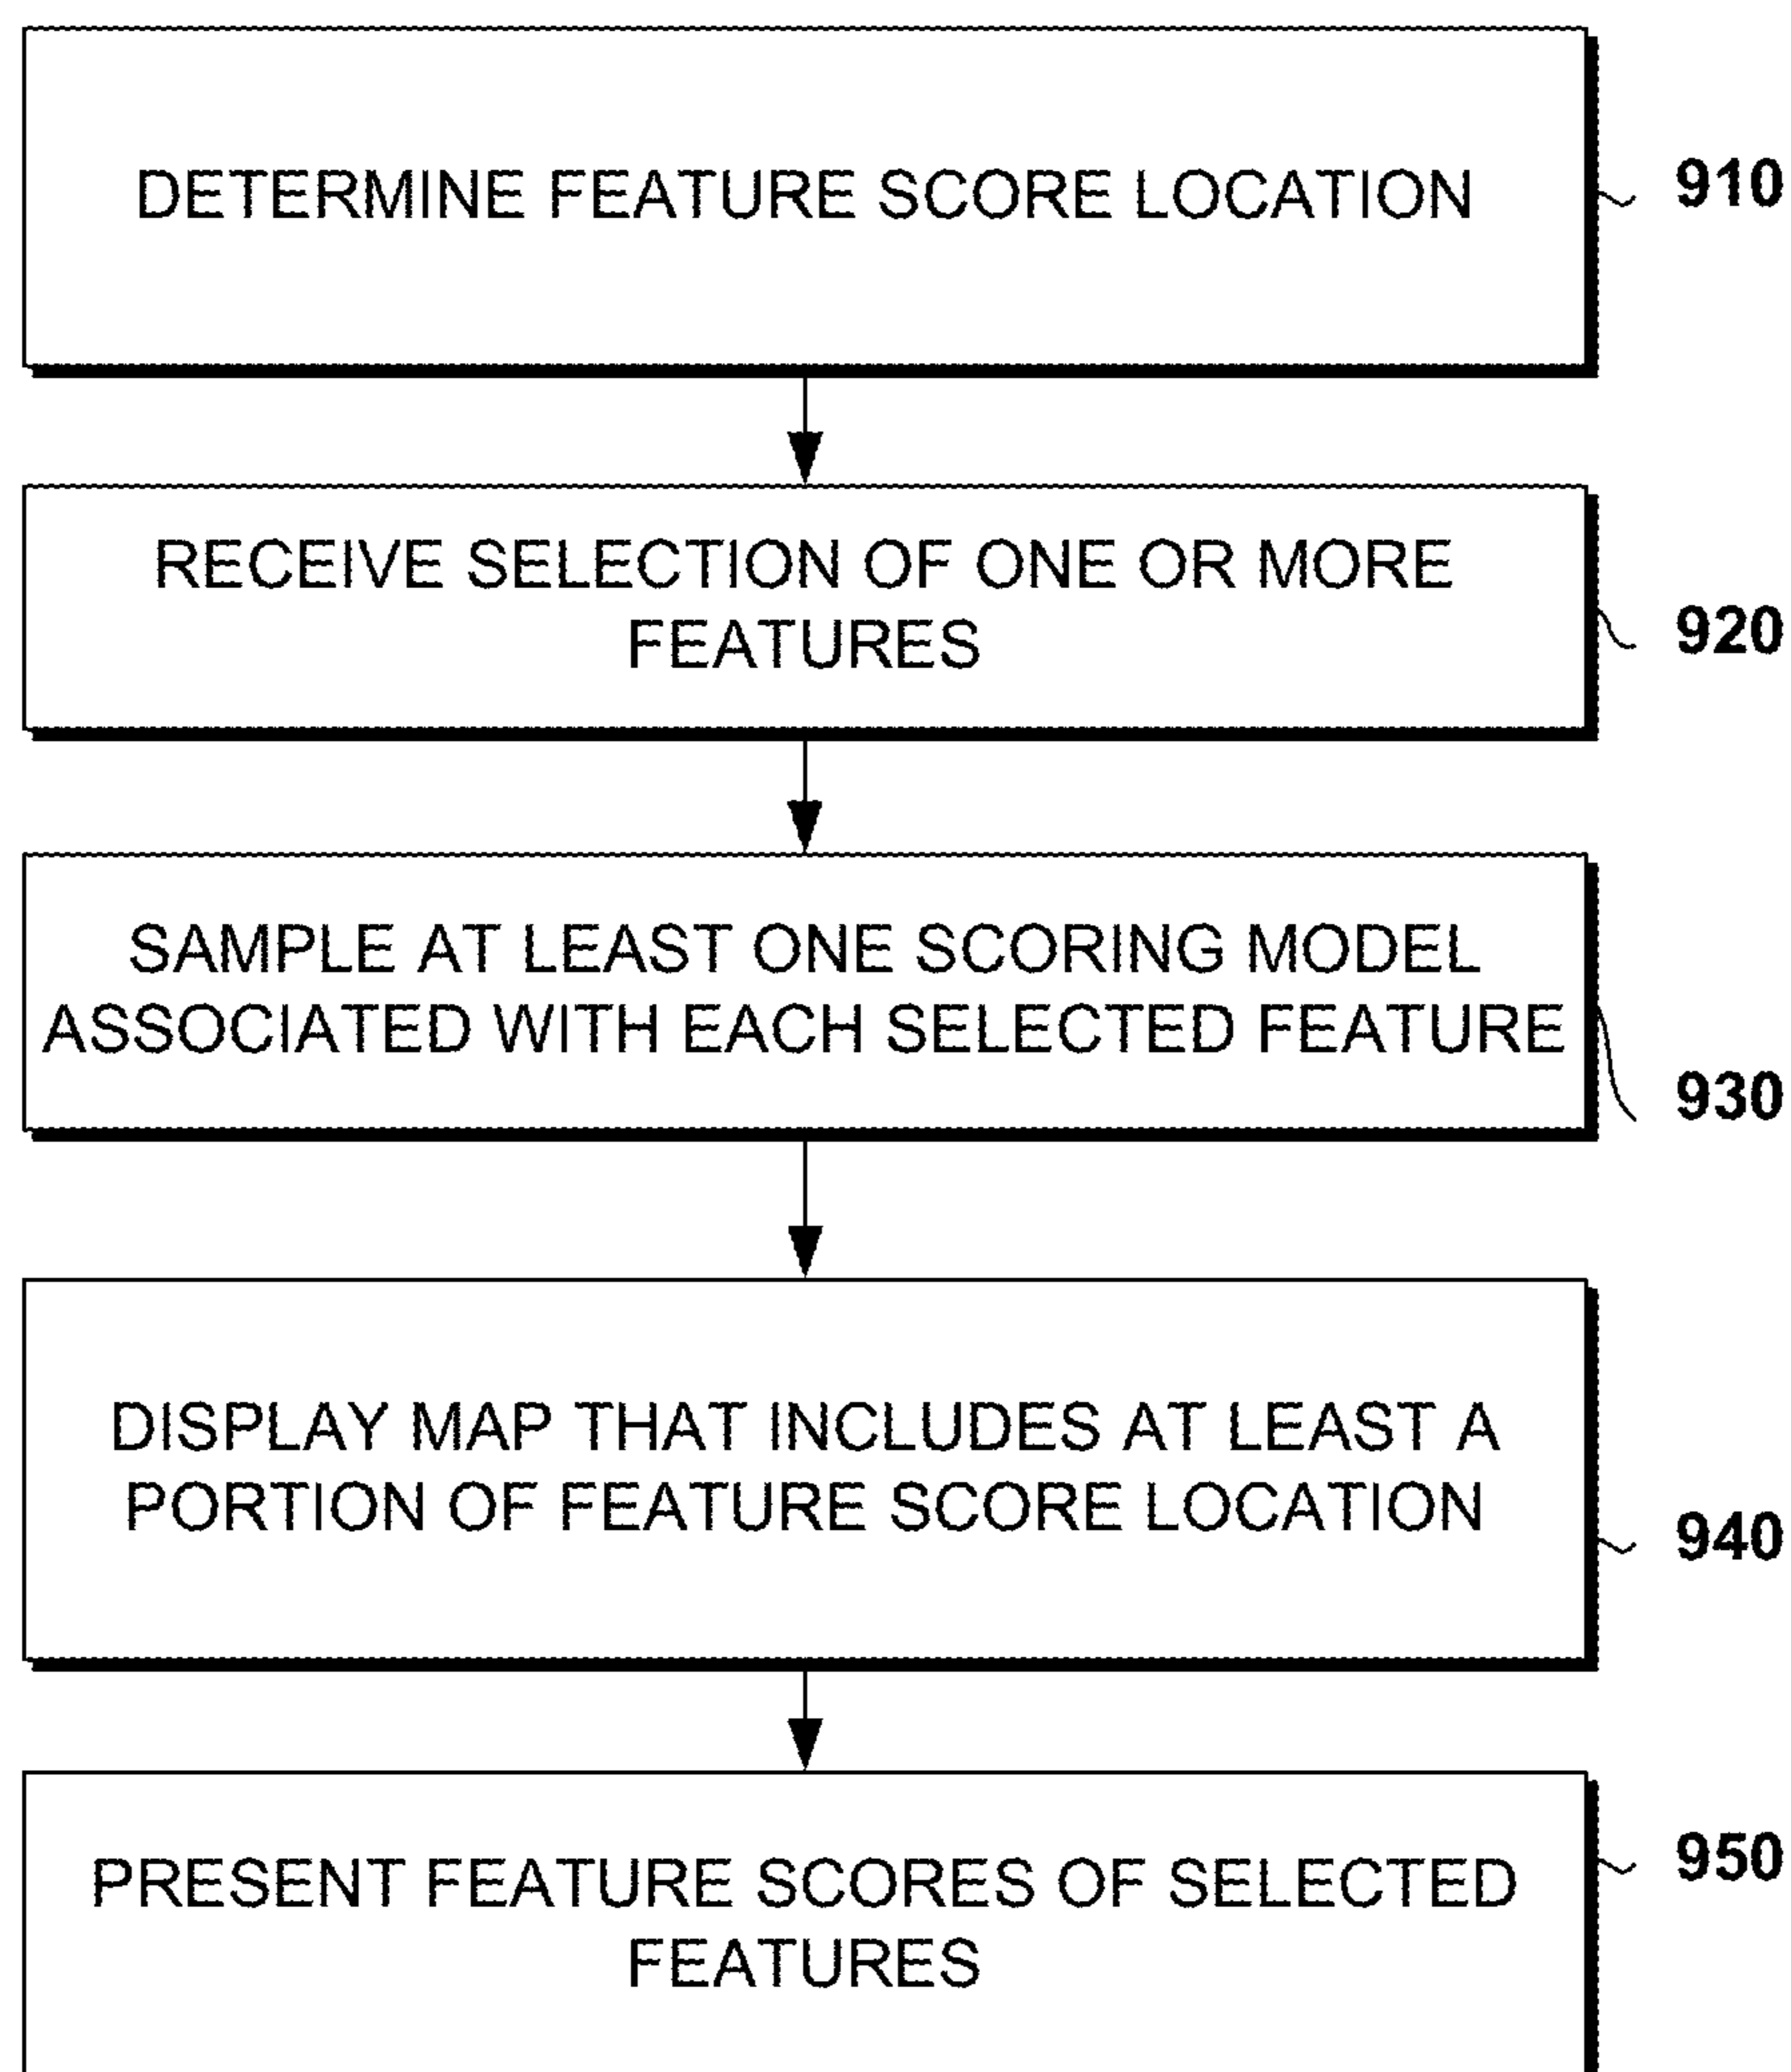 DETERMINE FEATURE SCORE LOCATION
910
RECEIVE SELECTION OF ONE OR MORE
FEATURES
920
SAMPLE AT LEAST ONE SCORING MODEL
ASSOCIATED WITH EACH SELECTED FEATURE
930
DISPLAY MAP THAT INCLUDES AT LEAST A
PORTION OF FEATURE SCORE LOCATION
940
PRESENT FEATURE SCORES OF SELECTED
FEATURES
950